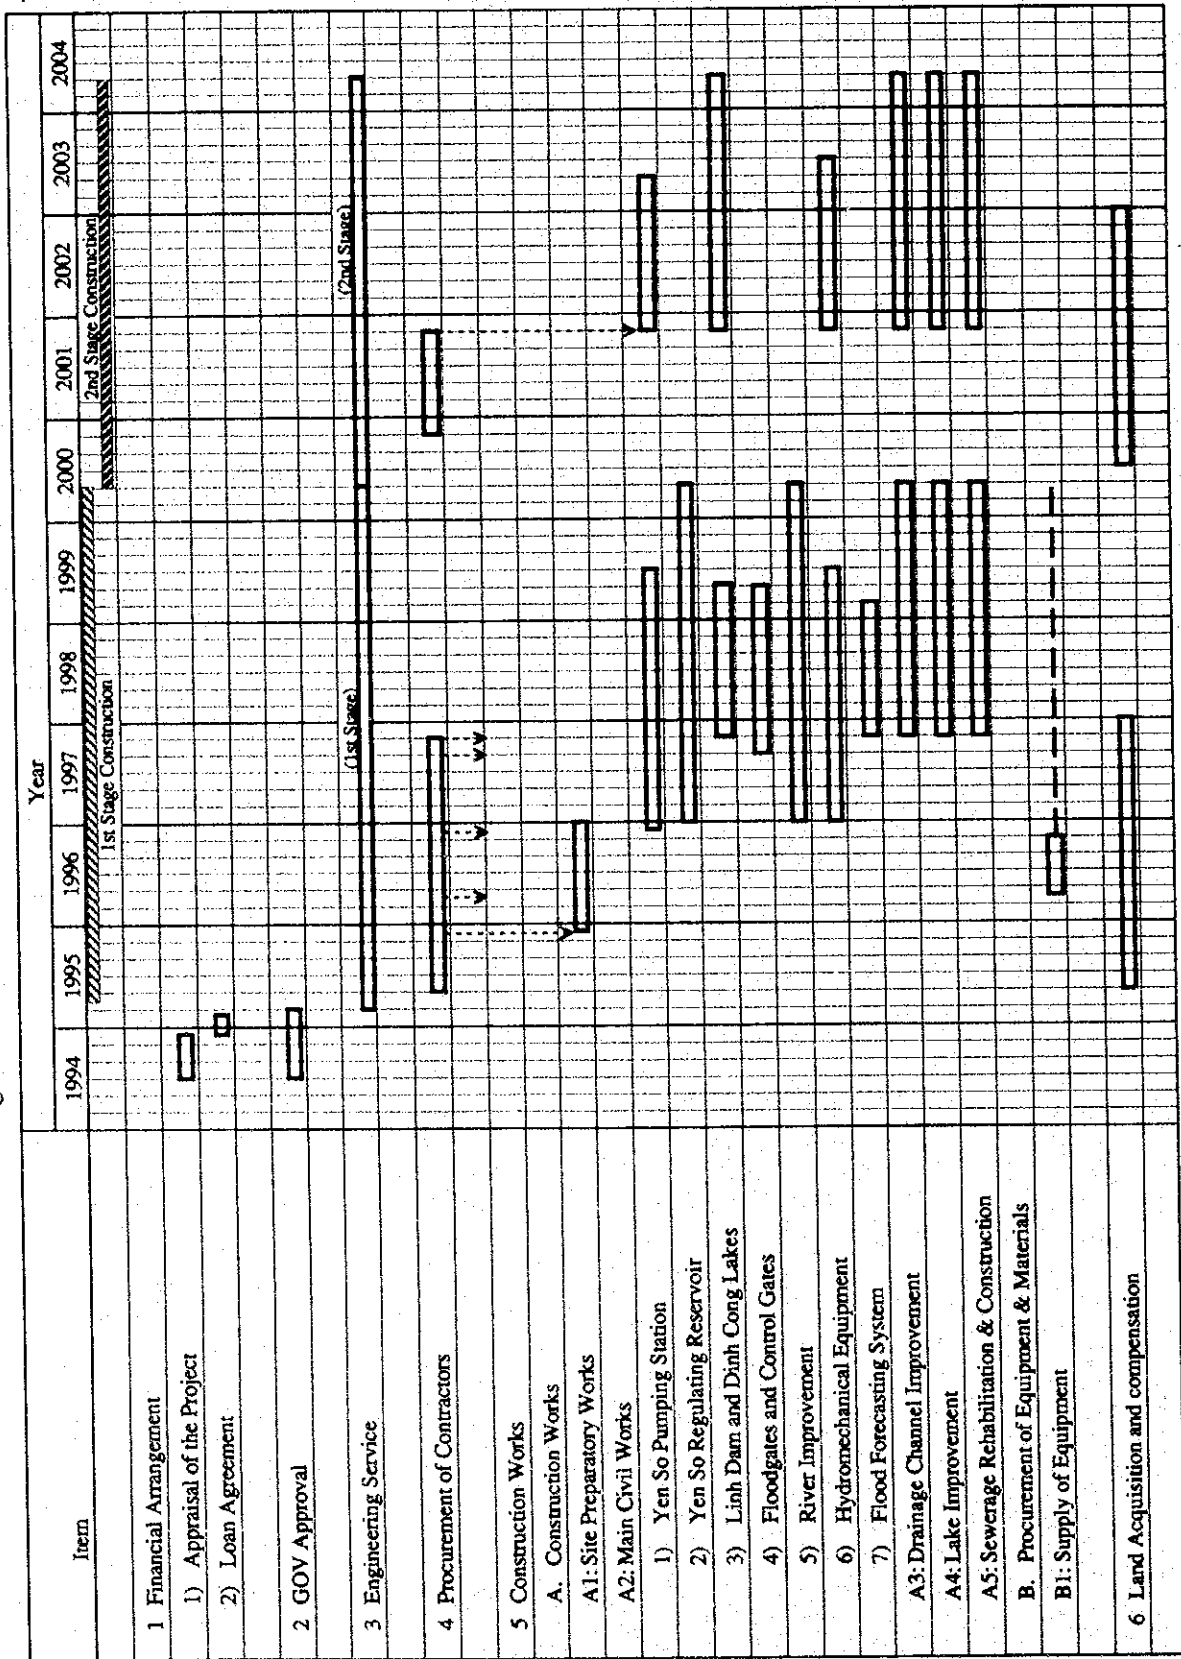 Item
Year
1994 1995 1996 1997 1998 1999 2000 2001 2002 2003 2004
1st Stage Construction
2nd Stage Construction
1 Financial Arrangement
1) Appraisal of the Project
2) Loan Agreement
2 GOV Approval
3 Engineering Service
(1st Stage)
(2nd Stage)
4 Procurement of Contractors
5 Construction Works
A. Construction Works
A1: Site Preparatory Works
A2: Main Civil Works
1) Yen So Pumping Station
2) Yen So Regulating Reservoir
3) Linh Dam and Dinh Cong Lakes
4) Floodgates and Control Gates
5) River Improvement
6) Hydromechanical Equipment
7) Flood Forecasting System
A3: Drainage Channel Improvement
A4: Lake Improvement
A5: Sewerage Rehabilitation & Construction
B. Procurement of Equipment & Materials
B1: Supply of Equipment
6 Land Acquisition and compensation